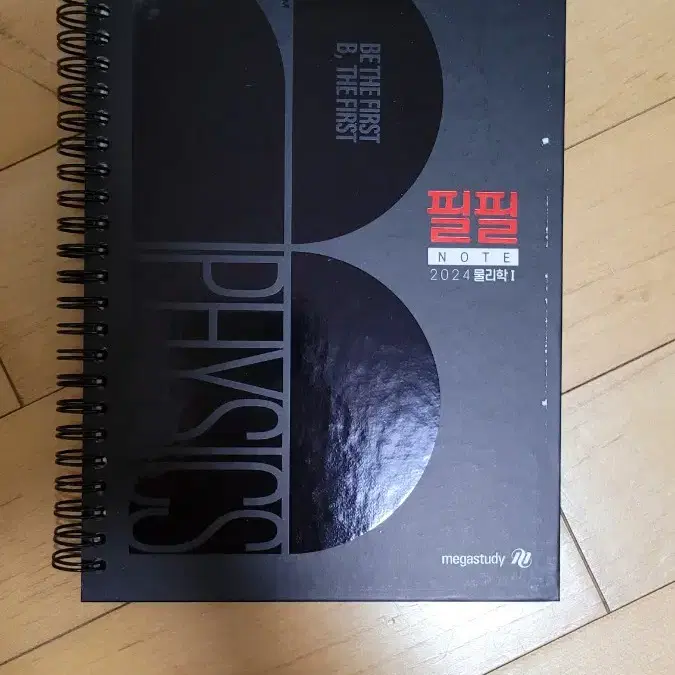 BE THE FIRST
B, THE FIRST
PHYSICS
필필
NOTE
2024 물리학 I
megastudy